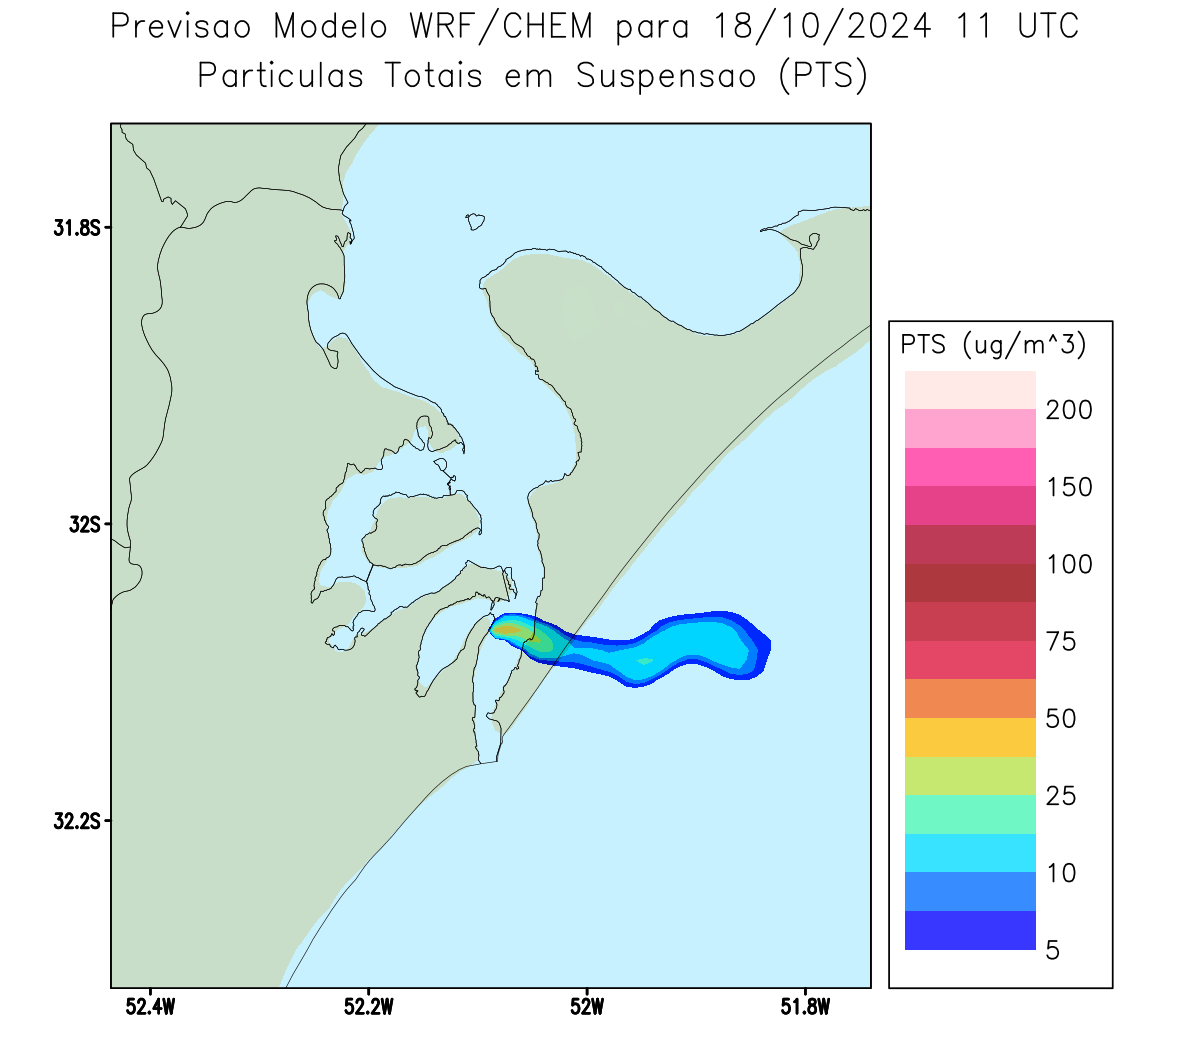 Previsao Modelo WRF/CHEM para 18/10/2024 11 UTC
Particulas Totais em Suspensao (PTS)
31.8S
32S
32.2S
52.4W
52.2W
52W
51.8W
PTS (ug/m^3)
200
150
100
75
50
25
10
5